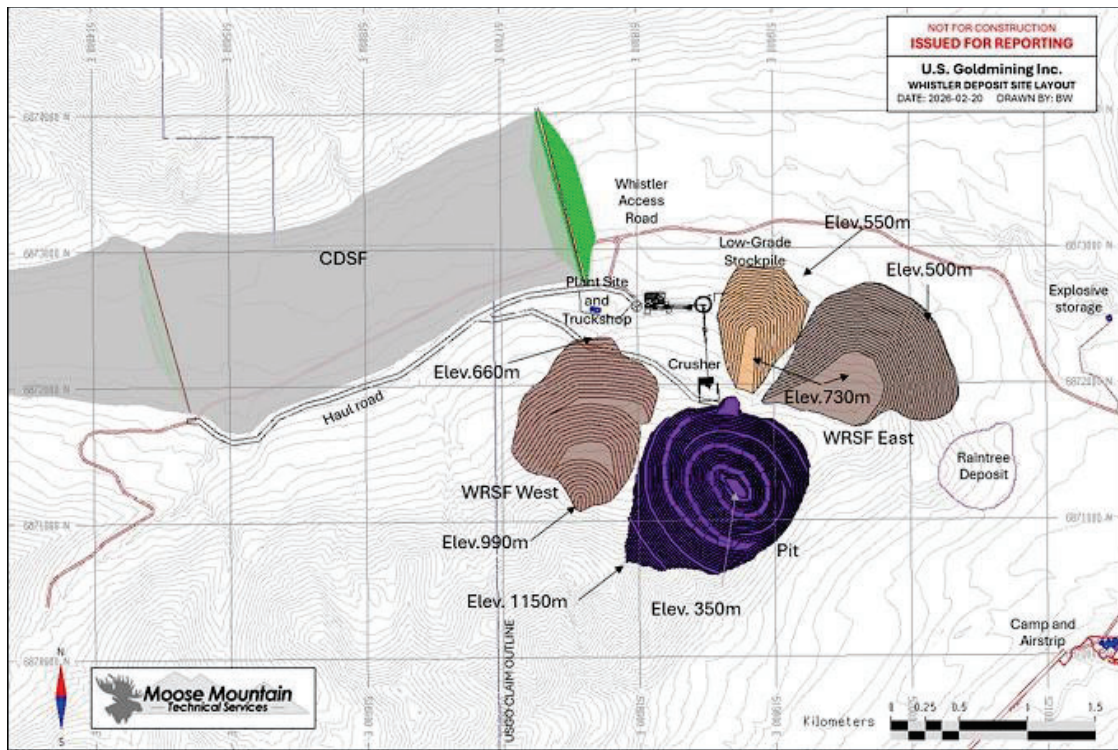 NOT FOR CONSTRUCTION
ISSUED FOR REPORTING
U.S. Goldmining Inc.
WHISTLER DEPOSIT SITE LAYOUT
DATE: 2026-02-20 DRAWN BY: BW
Whistler
Access
Road
Elev.550m
Low-Grade
Stockpile
CDSF
Elev.500m
Plant Site
and
Truckshop
Explosive
storage
Crusher
Elev.660m
Elev.730m
Haul road
WRSF East
Raintree
Deposit
WRSF West
Elev.990m
Pit
Elev. 1150m
Elev. 350m
Camp and
Airstrip
USGO CLAIM OUTLINE
N
S
Moose Mountain
Technical Services
Kilometers
0 0.25 0.5 1 1.5